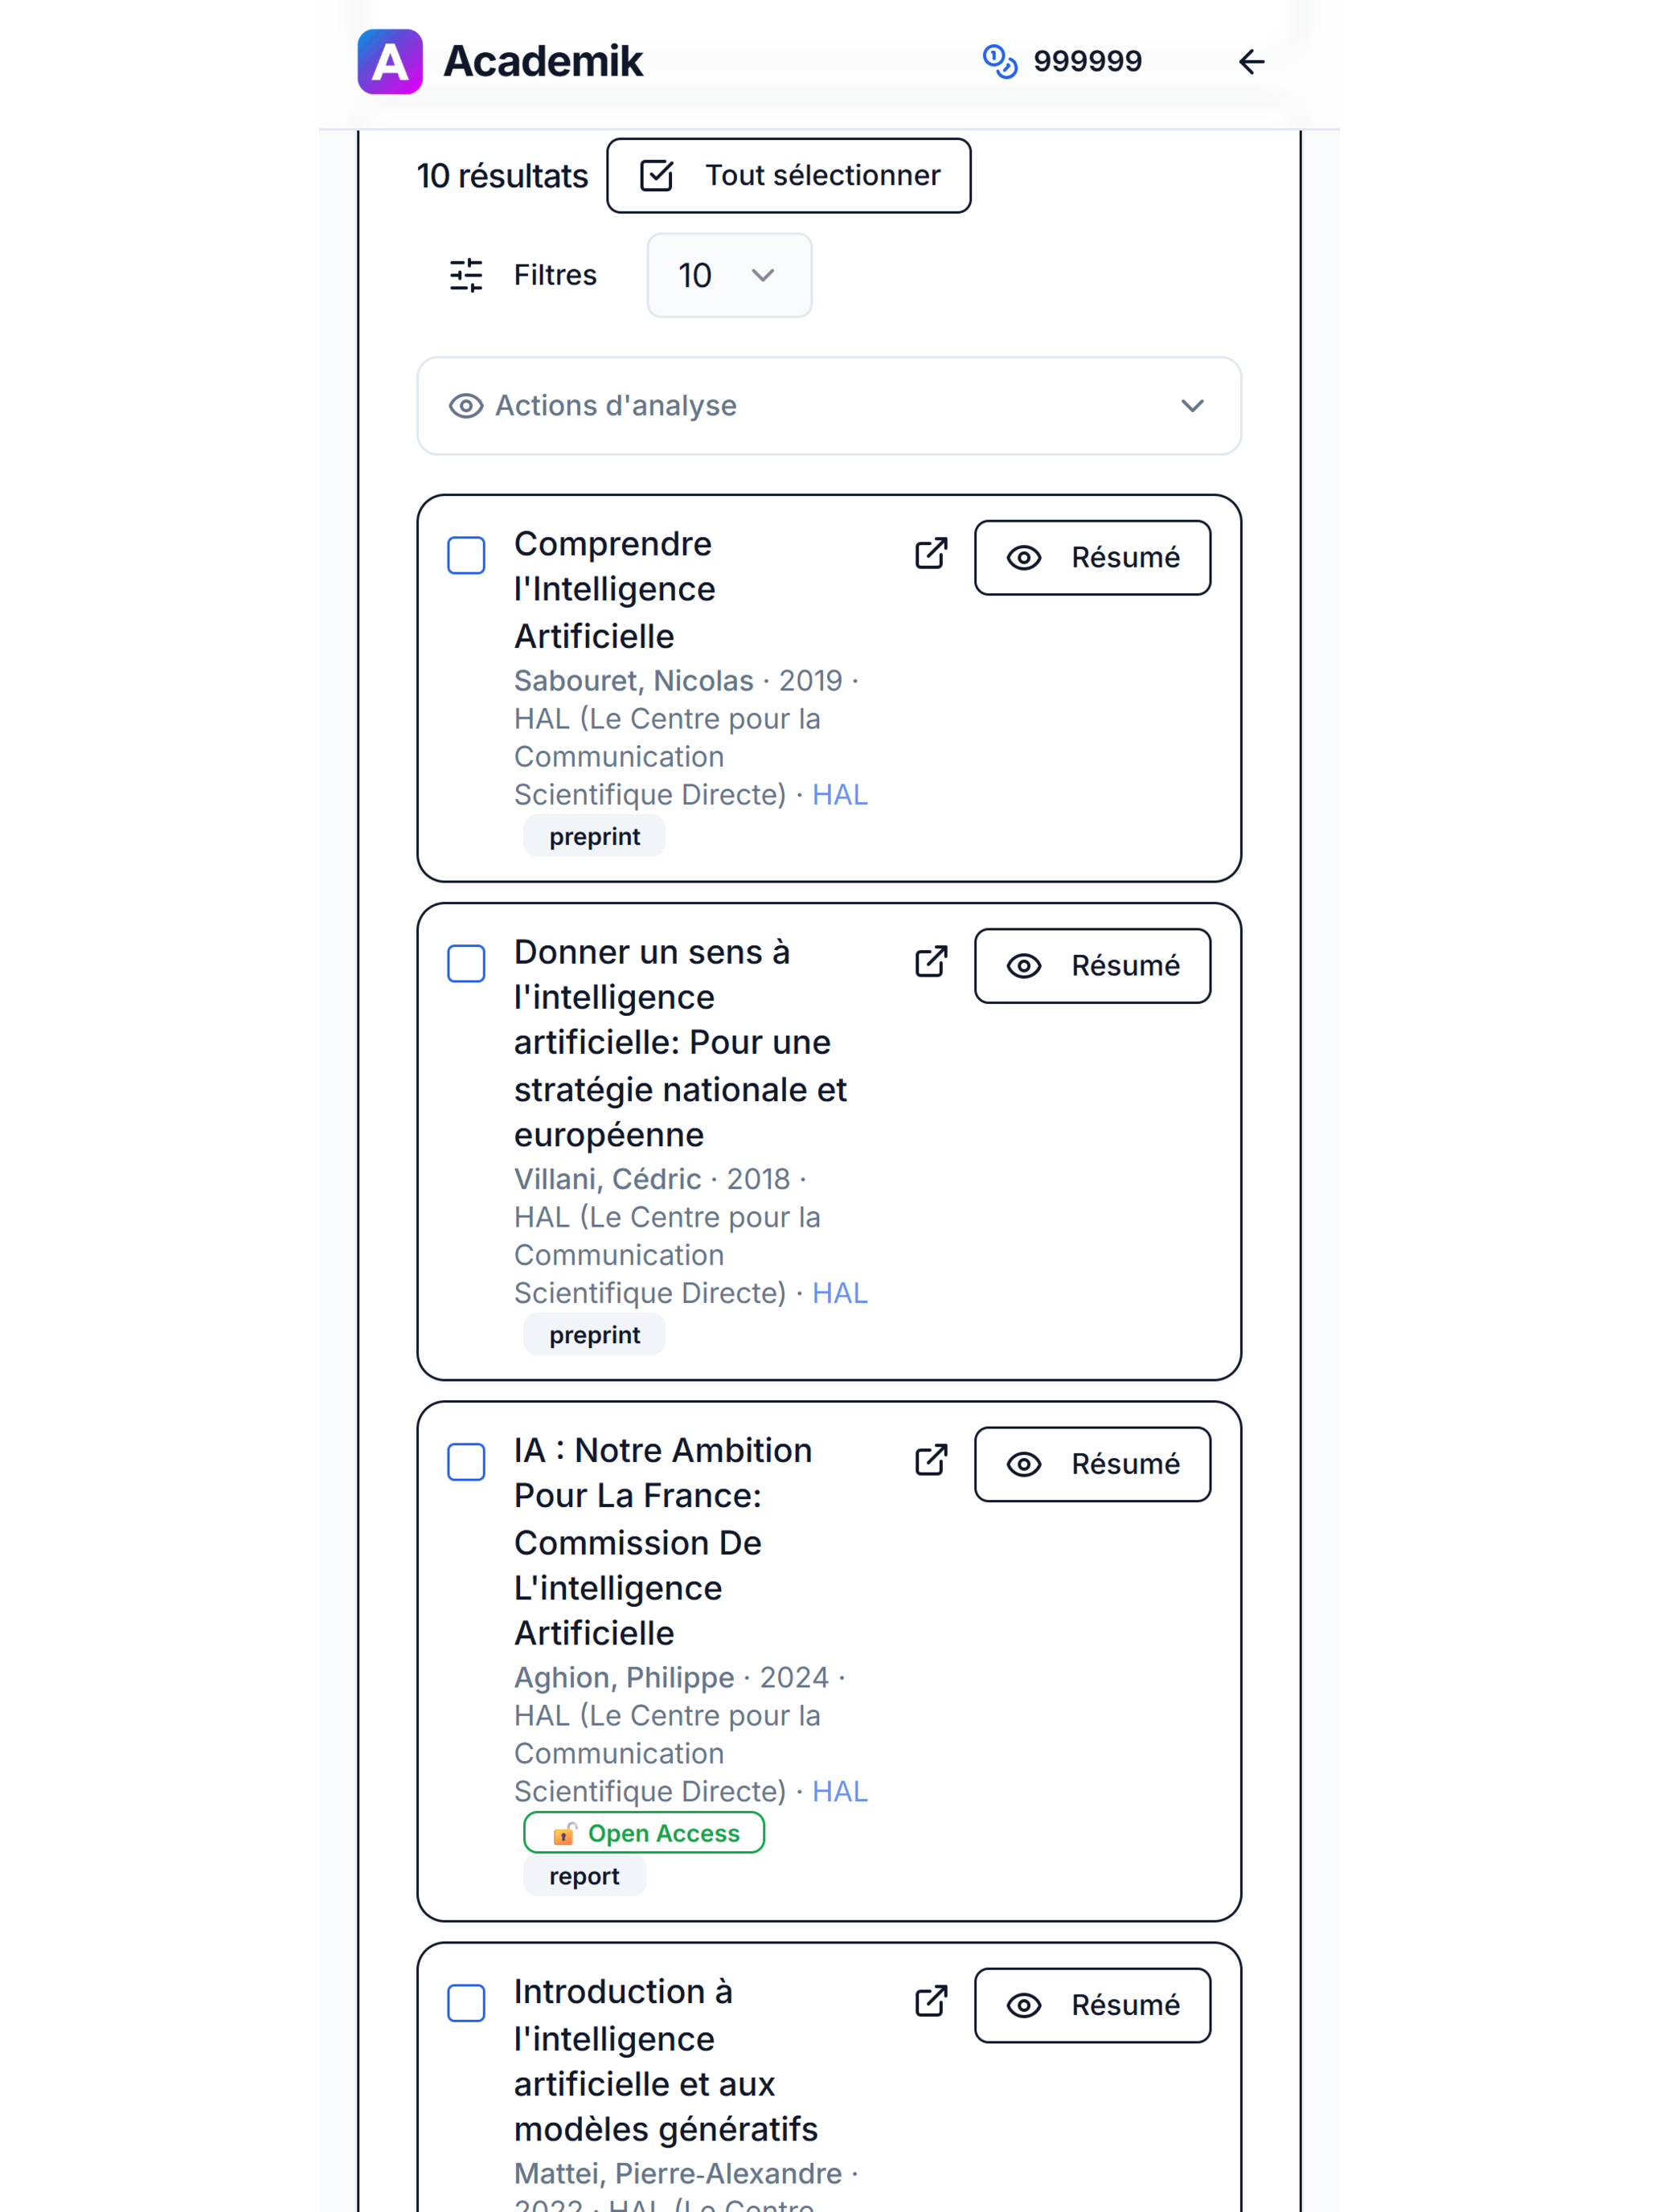 A Academik 999999
10 résultats Tout sélectionner
Filtres 10
Actions d'analyse
Comprendre
l'Intelligence
Artificielle
Résumé
Sabouret, Nicolas · 2019 ·
HAL (Le Centre pour la
Communication
Scientifique Directe) · HAL
preprint
Donner un sens à
l'intelligence
artificielle: Pour une
stratégie nationale et
européenne
Résumé
Villani, Cédric · 2018 ·
HAL (Le Centre pour la
Communication
Scientifique Directe) · HAL
preprint
IA : Notre Ambition
Pour La France:
Commission De
L'intelligence
Artificielle
Résumé
Aghion, Philippe · 2024 ·
HAL (Le Centre pour la
Communication
Scientifique Directe) · HAL
Open Access
report
Introduction à
l'intelligence
artificielle et aux
modèles génératifs
Résumé
Mattei, Pierre-Alexandre ·
2022 · HAL (Le Centre